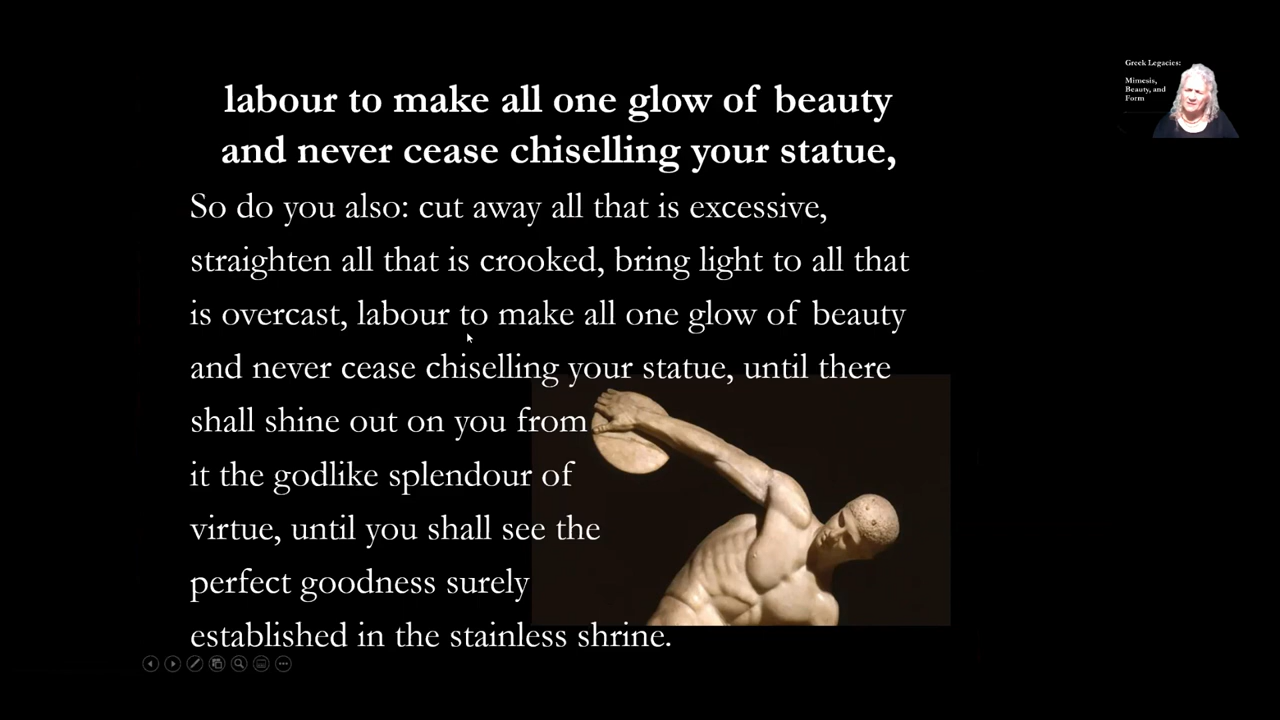 labour to make all one glow of beauty
and never cease chiselling your statue,
So do you also: cut away all that is excessive,
straighten all that is crooked, bring light to all that
is overcast, labour to make all one glow of beauty
and never cease chiselling your statue, until there
shall shine out on you from
it the godlike splendour of
virtue, until you shall see the
perfect goodness surely
established in the stainless shrine.
Greek Legacies:
Mimesis,
Beauty, and
Form